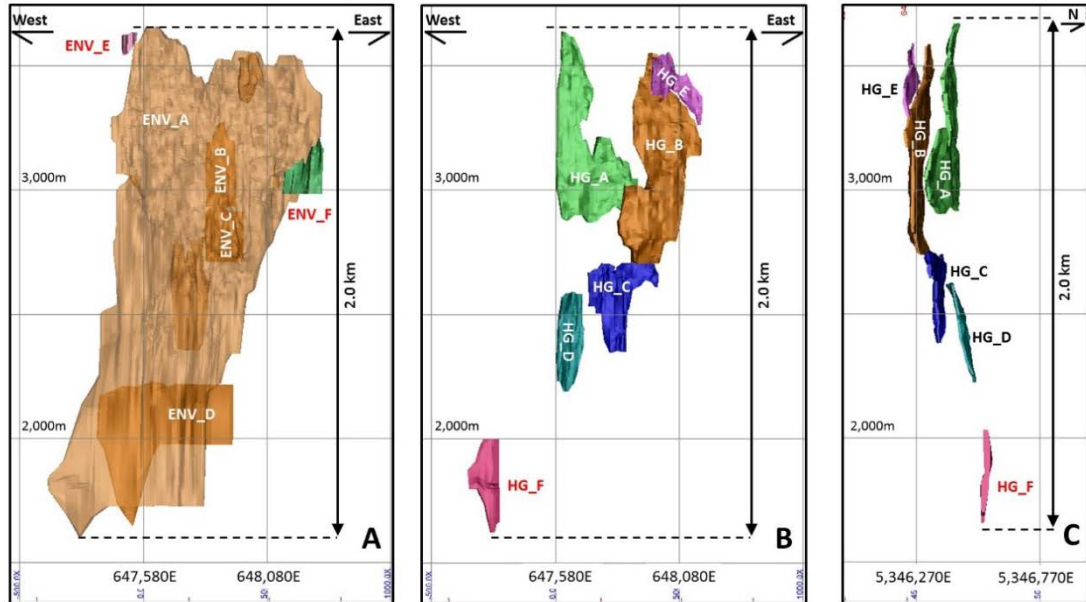 West
East
ENV_E
ENV_A
ENV_B
3,000m
ENV_C
ENV_F
2.0 km
ENV_D
2,000m
A
647,580E
648,080E
West
East
HG_E
HG_B
HG_A
3,000m
HG_C
2.0 km
HG_D
2,000m
HG_F
B
647,580E
648,080E
N
HG_E
HG_B
HG_A
3,000m
HG_C
2.0 km
HG_D
2,000m
HG_F
C
5,346,270E
5,346,770E